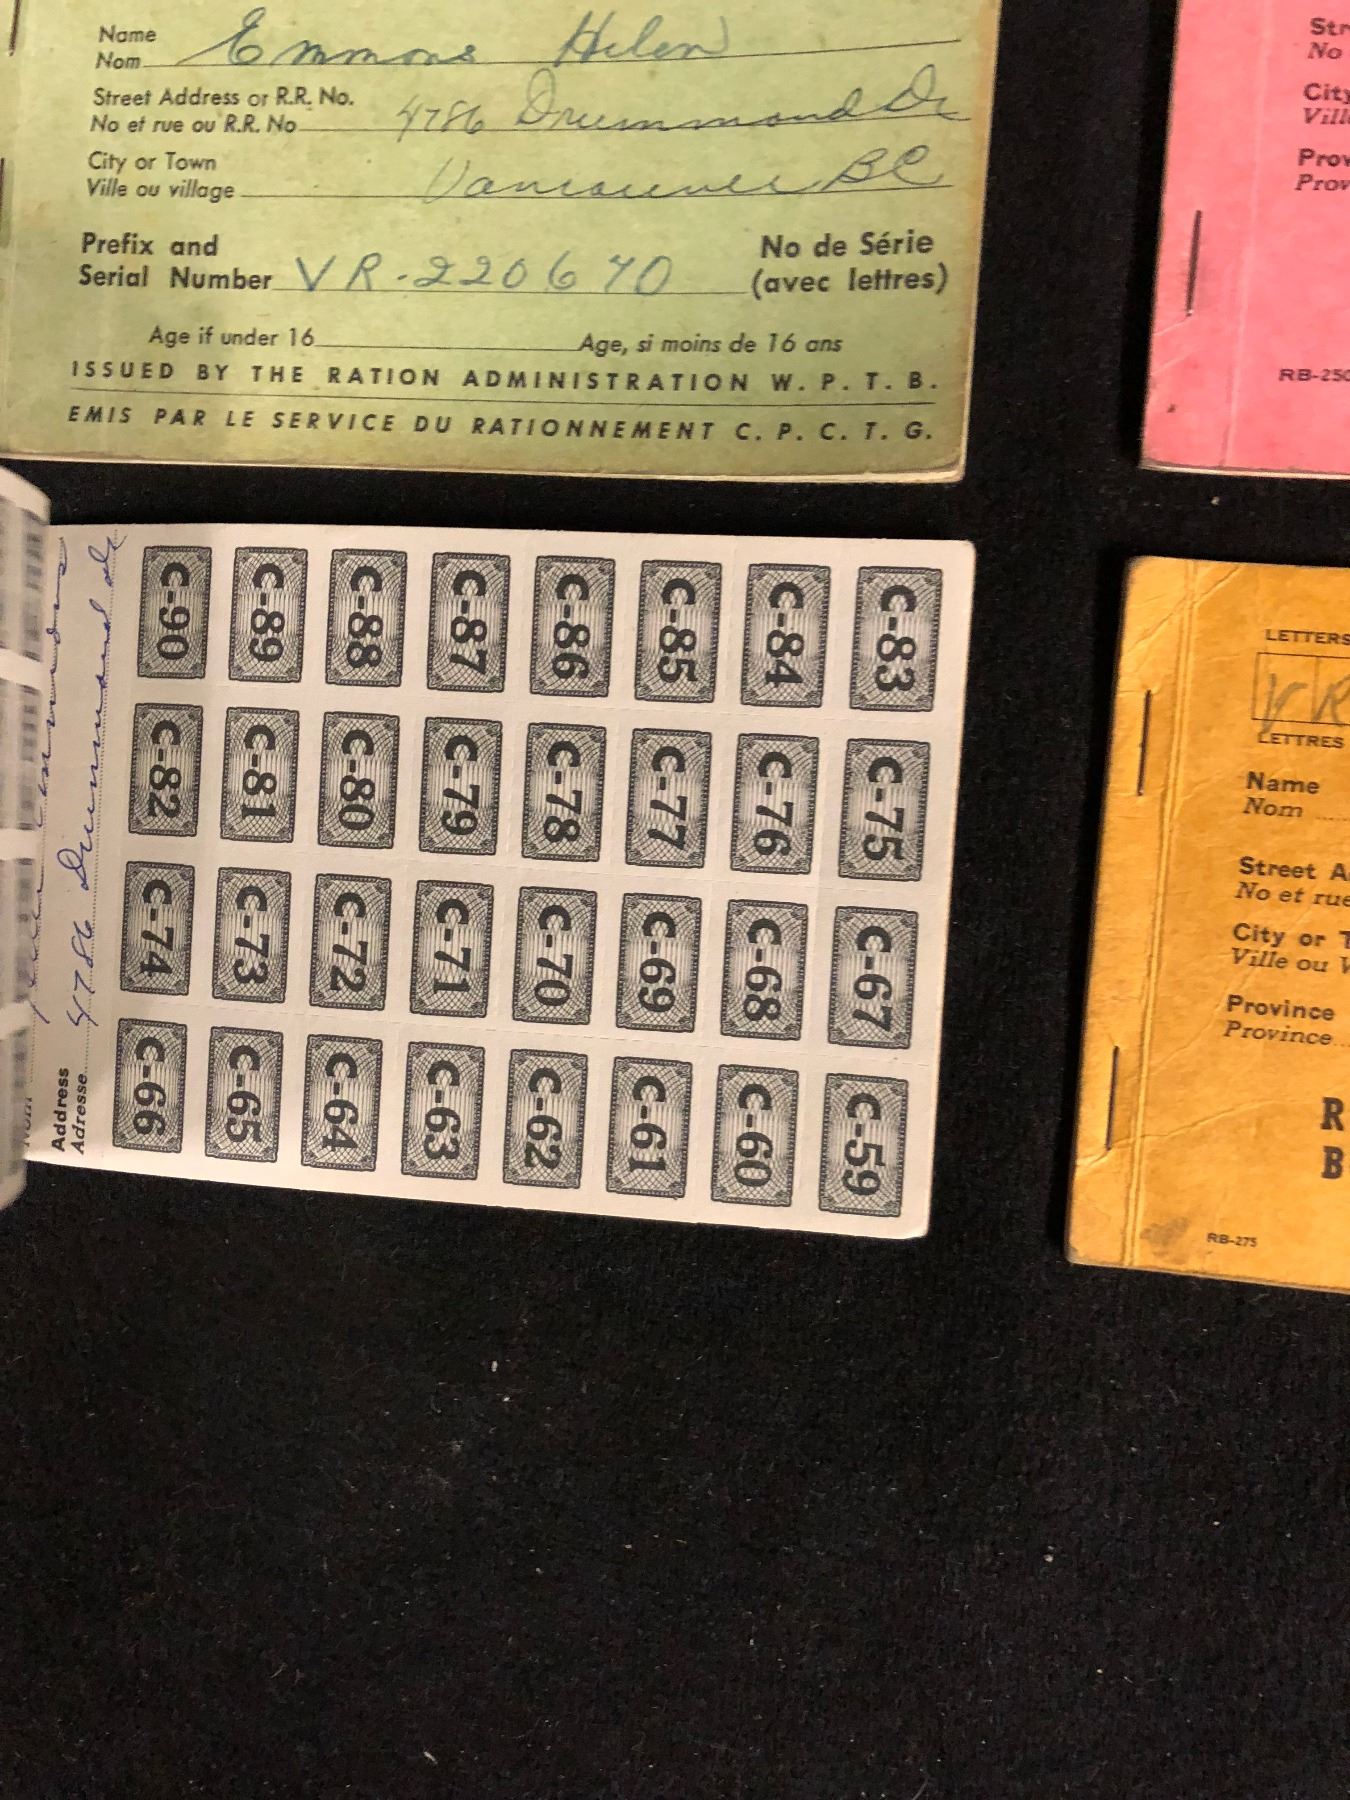 Name
Nom Emmons Helen
Street Address or R.R. No.
No et rue ou R.R. No 4786 Drummond Dr
City or Town
Ville ou village Vancouver BC
Prefix and
Serial Number VR-220670
No de Série
(avec lettres)
Age if under 16 Age, si moins de 16 ans
ISSUED BY THE RATION ADMINISTRATION W. P. T. B.
EMIS PAR LE SERVICE DU RATIONNEMENT C. P. C. T. G.
Str
No
City
Ville
Prov
Prov
RB-250
Nom
Address
Adresse 4786 Drummond dr
C-90 C-89 C-88 C-87 C-86 C-85 C-84 C-83
C-82 C-81 C-80 C-79 C-78 C-77 C-76 C-75
C-74 C-73 C-72 C-71 C-70 C-69 C-68 C-67
C-66 C-65 C-64 C-63 C-62 C-61 C-60 C-59
LETTERS
VR
LETTRES
Name
Nom
Street A
No et rue
City or T
Ville ou V
Province
Province
R
B
RB-275